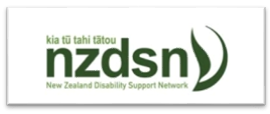 kia tū tahi tātou
nzdsn
New Zealand Disability Support Network